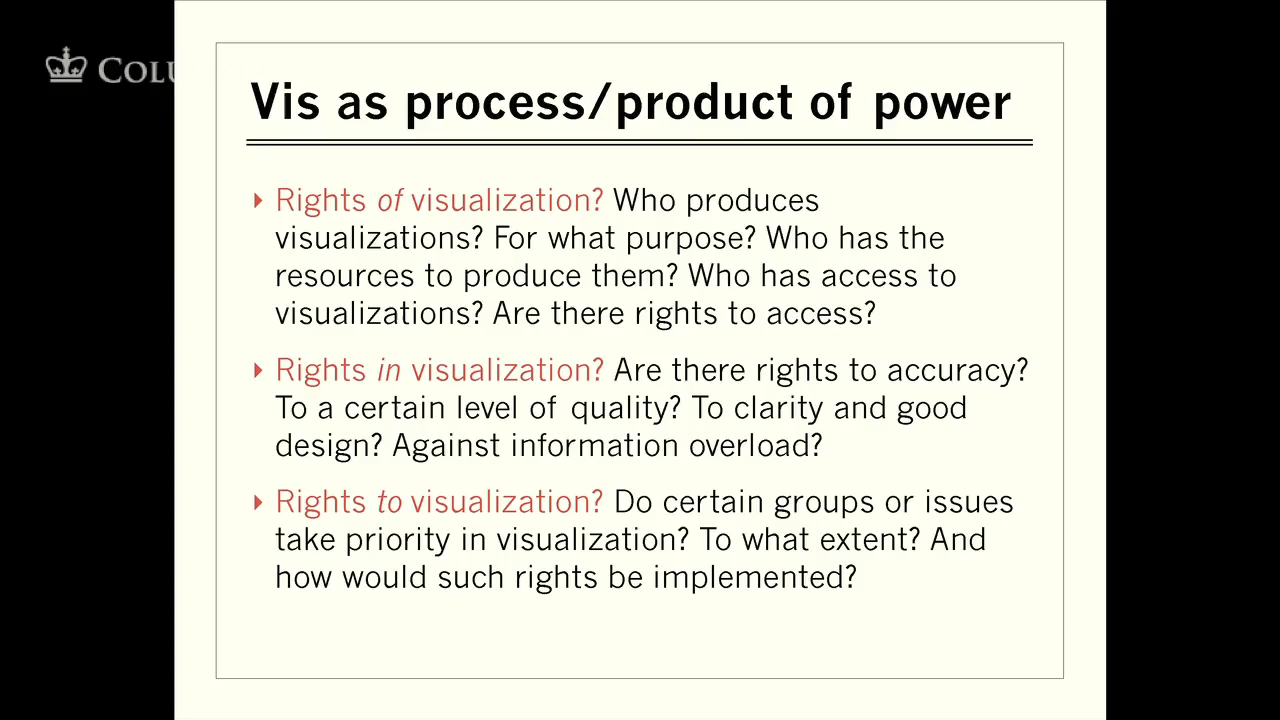 COLU
Vis as process/product of power
Rights of visualization? Who produces
visualizations? For what purpose? Who has the
resources to produce them? Who has access to
visualizations? Are there rights to access?
Rights in visualization? Are there rights to accuracy?
To a certain level of quality? To clarity and good
design? Against information overload?
Rights to visualization? Do certain groups or issues
take priority in visualization? To what extent? And
how would such rights be implemented?